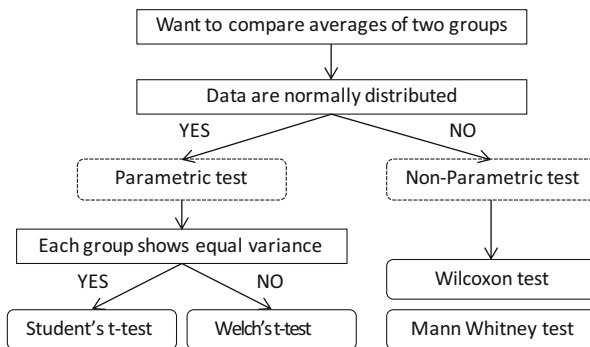 Want to compare averages of two groups
Data are normally distributed
YES
NO
Parametric test
Non-Parametric test
Each group shows equal variance
YES
NO
Wilcoxon test
Student's t-test
Welch's t-test
Mann Whitney test